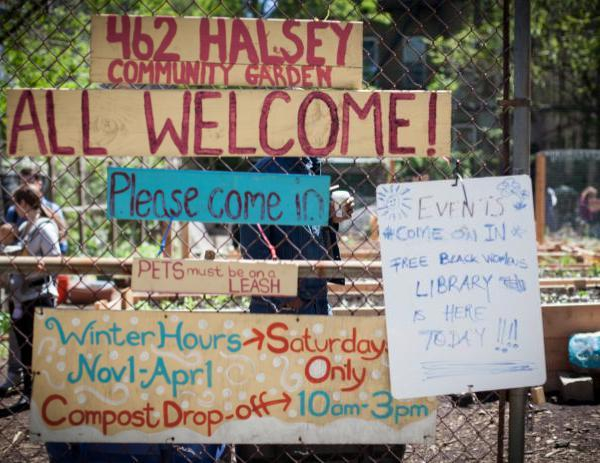 462 HALSEY
COMMUNITY GARDEN
ALL WELCOME!
Please come in
PETS must be on a
LEASH
EVENTS
COME ON IN
FREE BLACK WOMENS
LIBRARY
IS HERE
TODAY !!!
Winter Hours → Saturday
Nov1-Apr1 Only
Compost Drop-off → 10am-3pm